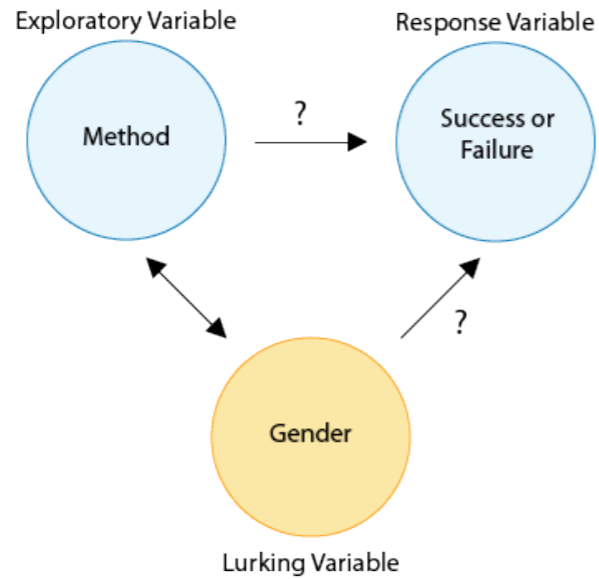 Exploratory Variable
Response Variable
?
Method
Success or
Failure
?
Gender
Lurking Variable